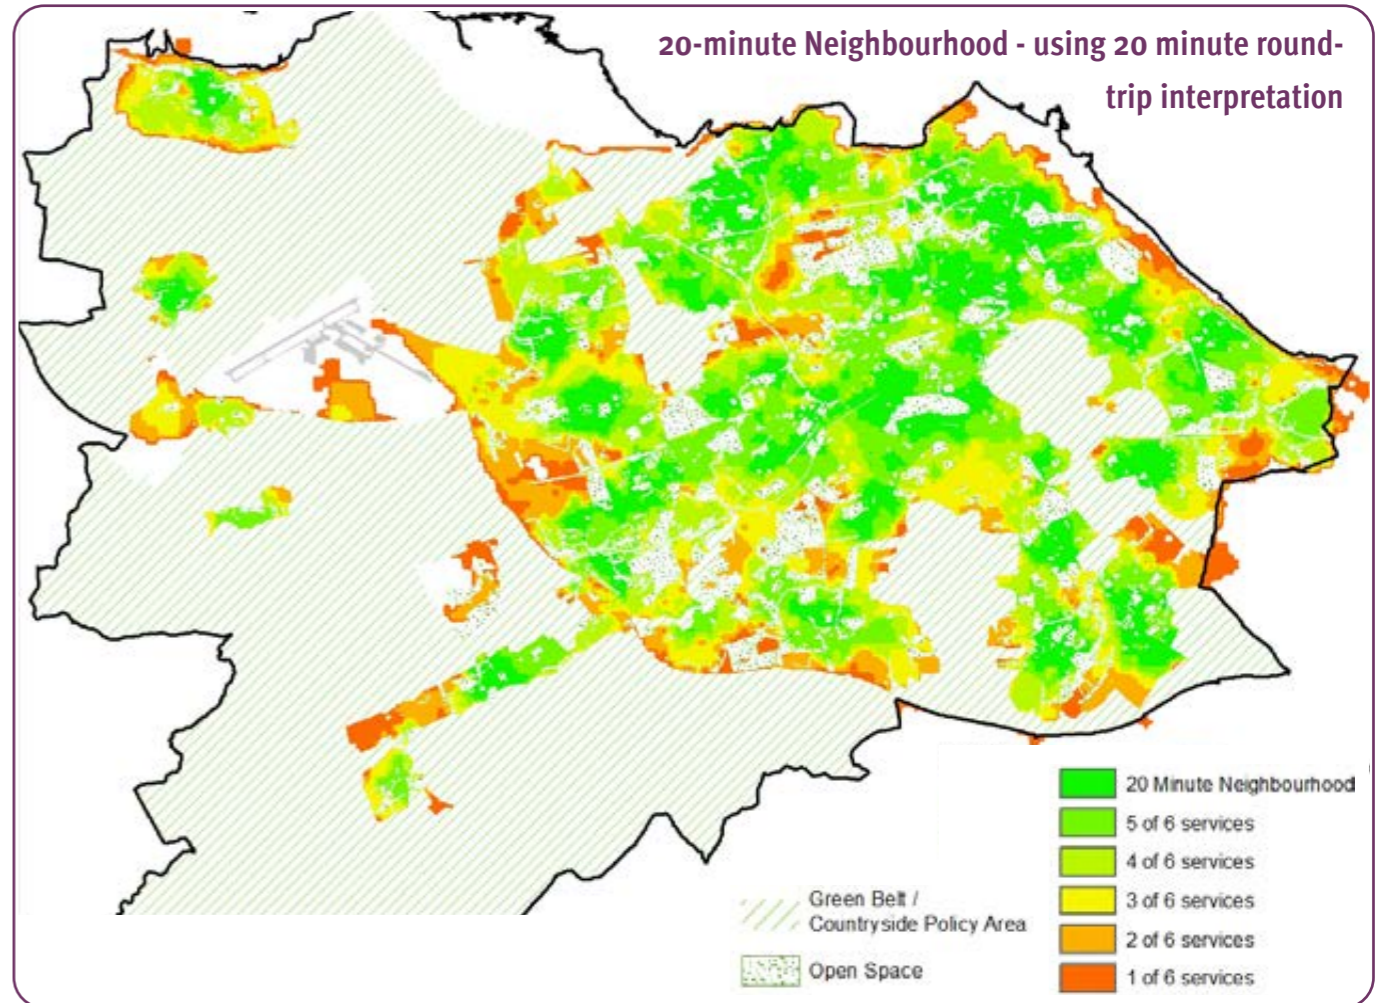 20-minute Neighbourhood - using 20 minute round-
trip interpretation
20 Minute Neighbourhood
5 of 6 services
4 of 6 services
3 of 6 services
2 of 6 services
1 of 6 services
Green Belt /
Countryside Policy Area
Open Space